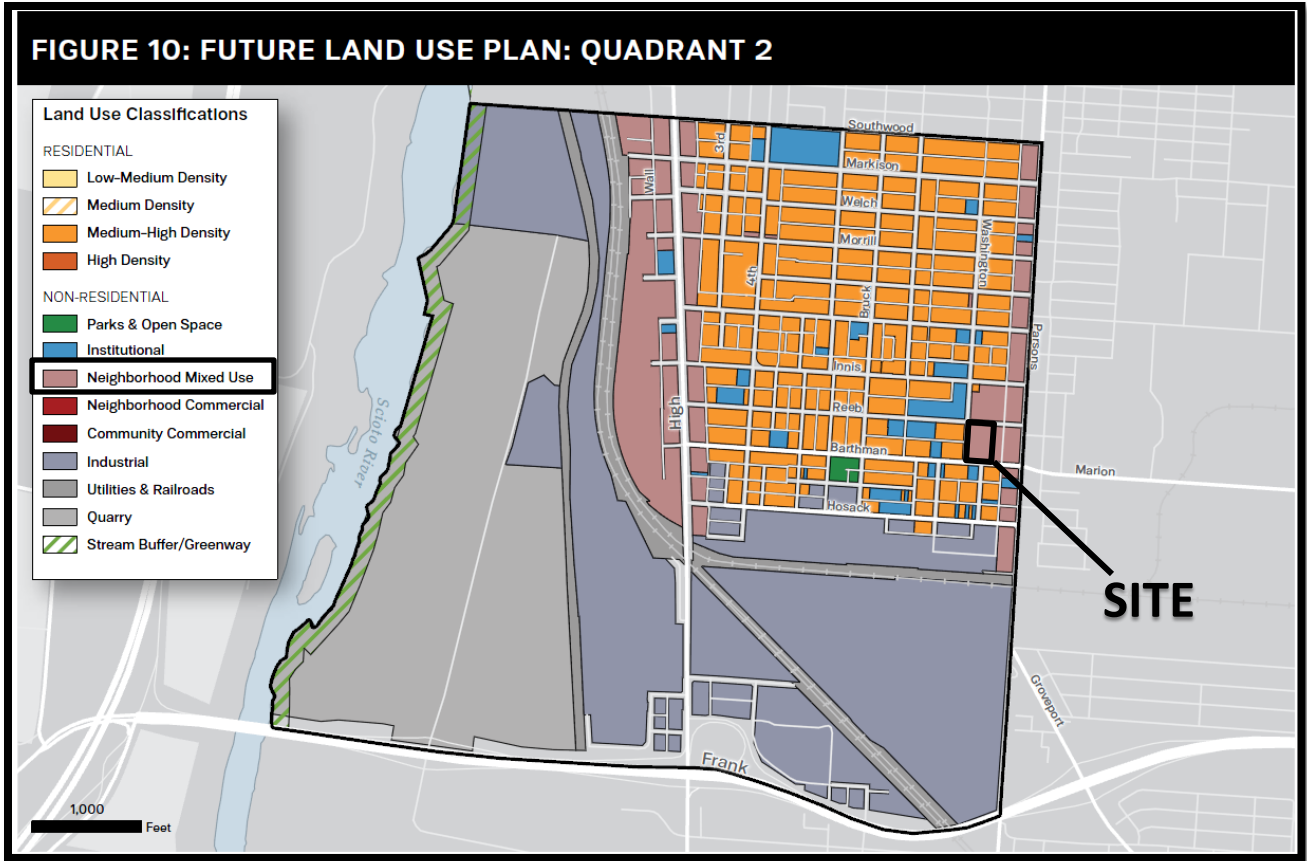 FIGURE 10: FUTURE LAND USE PLAN: QUADRANT 2
Land Use Classifications
RESIDENTIAL
Low-Medium Density
Medium Density
Medium-High Density
High Density
NON-RESIDENTIAL
Parks & Open Space
Institutional
Neighborhood Mixed Use
Neighborhood Commercial
Community Commercial
Industrial
Utilities & Railroads
Quarry
Stream Buffer/Greenway
Southwood
3rd
Markison
Wall
Welch
Washington
Morrill
4th
Bruck
Parsons
Innis
Reeb
High
Scioto River
Barthman
Marion
Hosack
SITE
Groveport
Frank
1,000
Feet